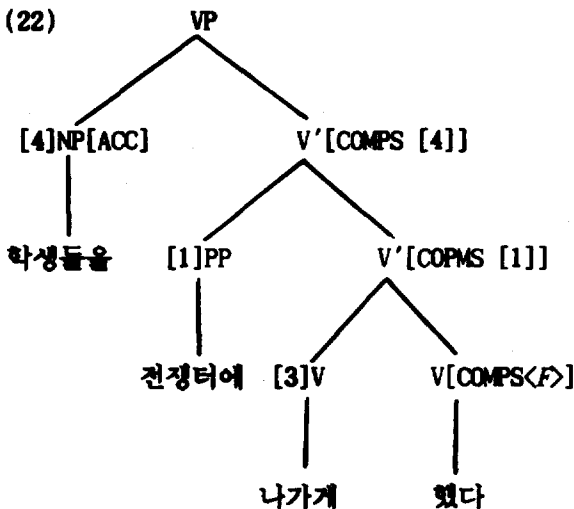 (22) VP
[4]NP[ACC] V′[COMPS [4]]
학생들을 [1]PP V′[COPMS [1]]
전쟁터에 [3]V V[COMPS<F>]
나가게 했다